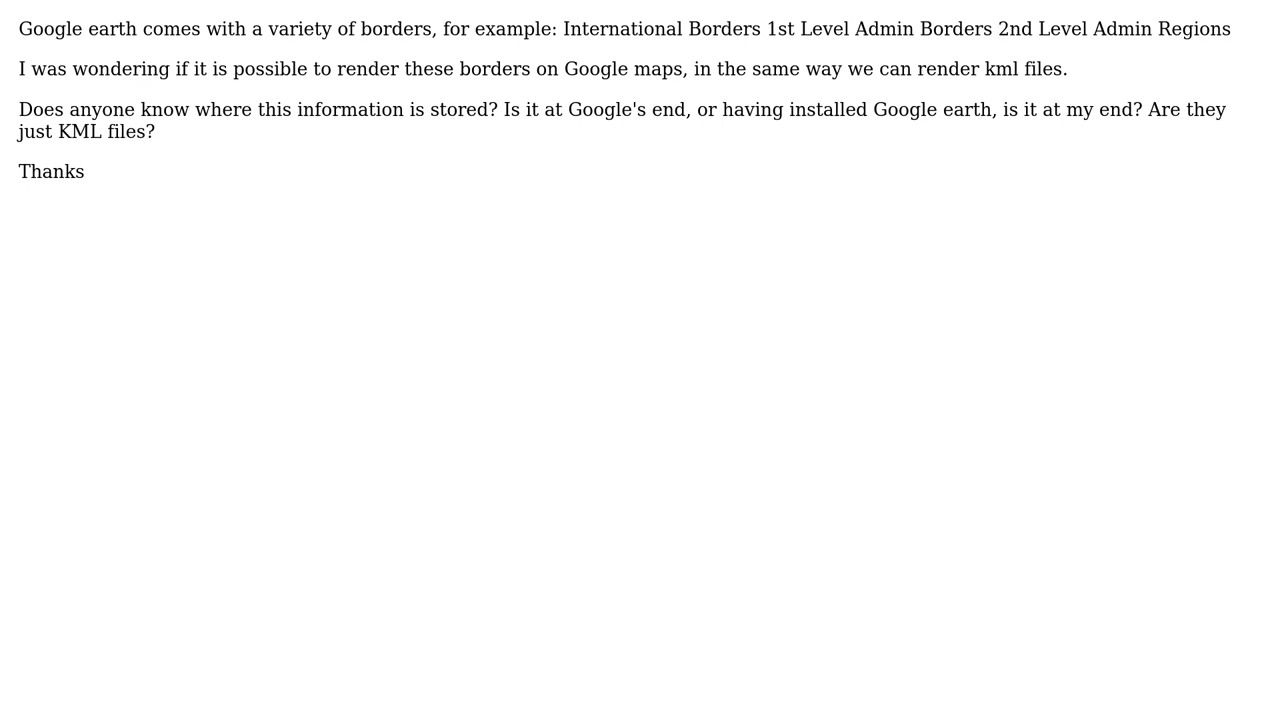 Google earth comes with a variety of borders, for example: International Borders 1st Level Admin Borders 2nd Level Admin Regions
I was wondering if it is possible to render these borders on Google maps, in the same way we can render kml files.
Does anyone know where this information is stored? Is it at Google's end, or having installed Google earth, is it at my end? Are they
just KML files?
Thanks